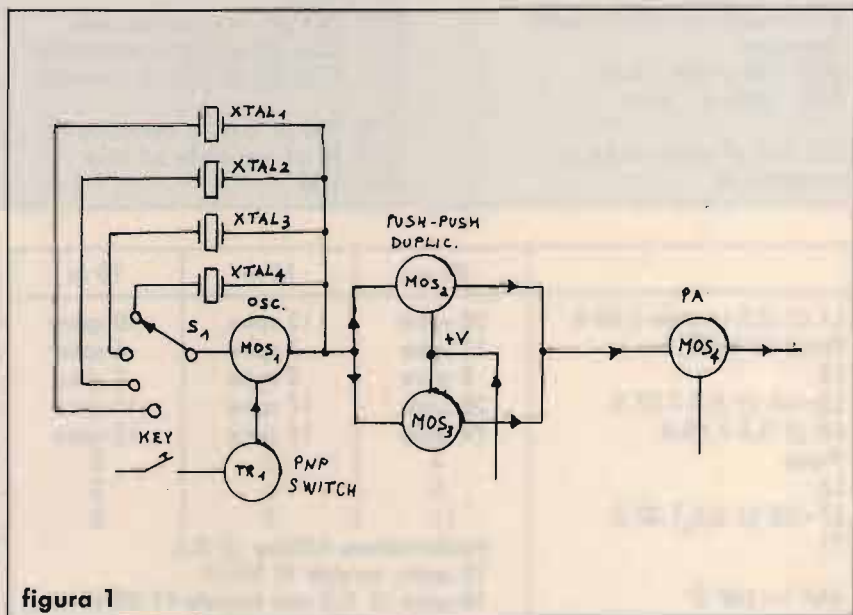 XTAL1
XTAL2
XTAL3
XTAL4
OSC.
S1
MOS1
KEY
TR1
PNP
SWITCH
PUSH-PUSH
DUPLIC.
MOS2
+V
MOS3
PA
MOS4
figura 1